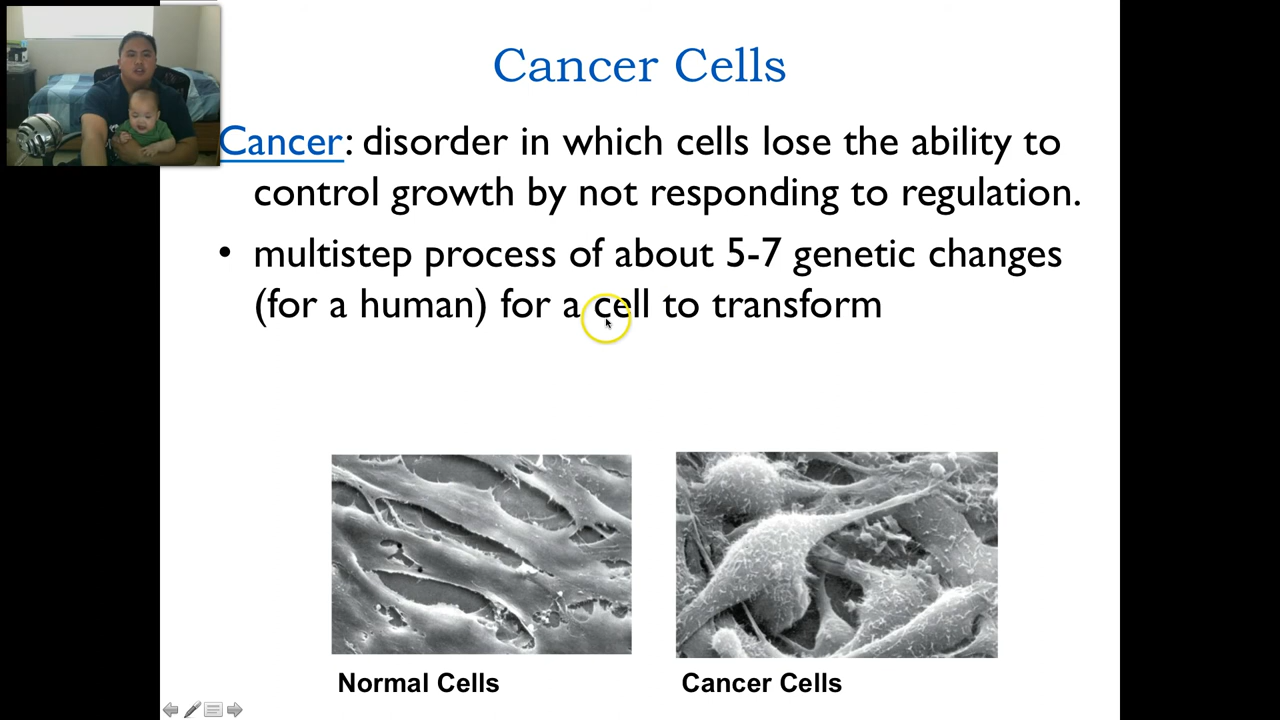 Cancer Cells
Cancer: disorder in which cells lose the ability to
control growth by not responding to regulation.
• multistep process of about 5-7 genetic changes
(for a human) for a cell to transform
Normal Cells
Cancer Cells